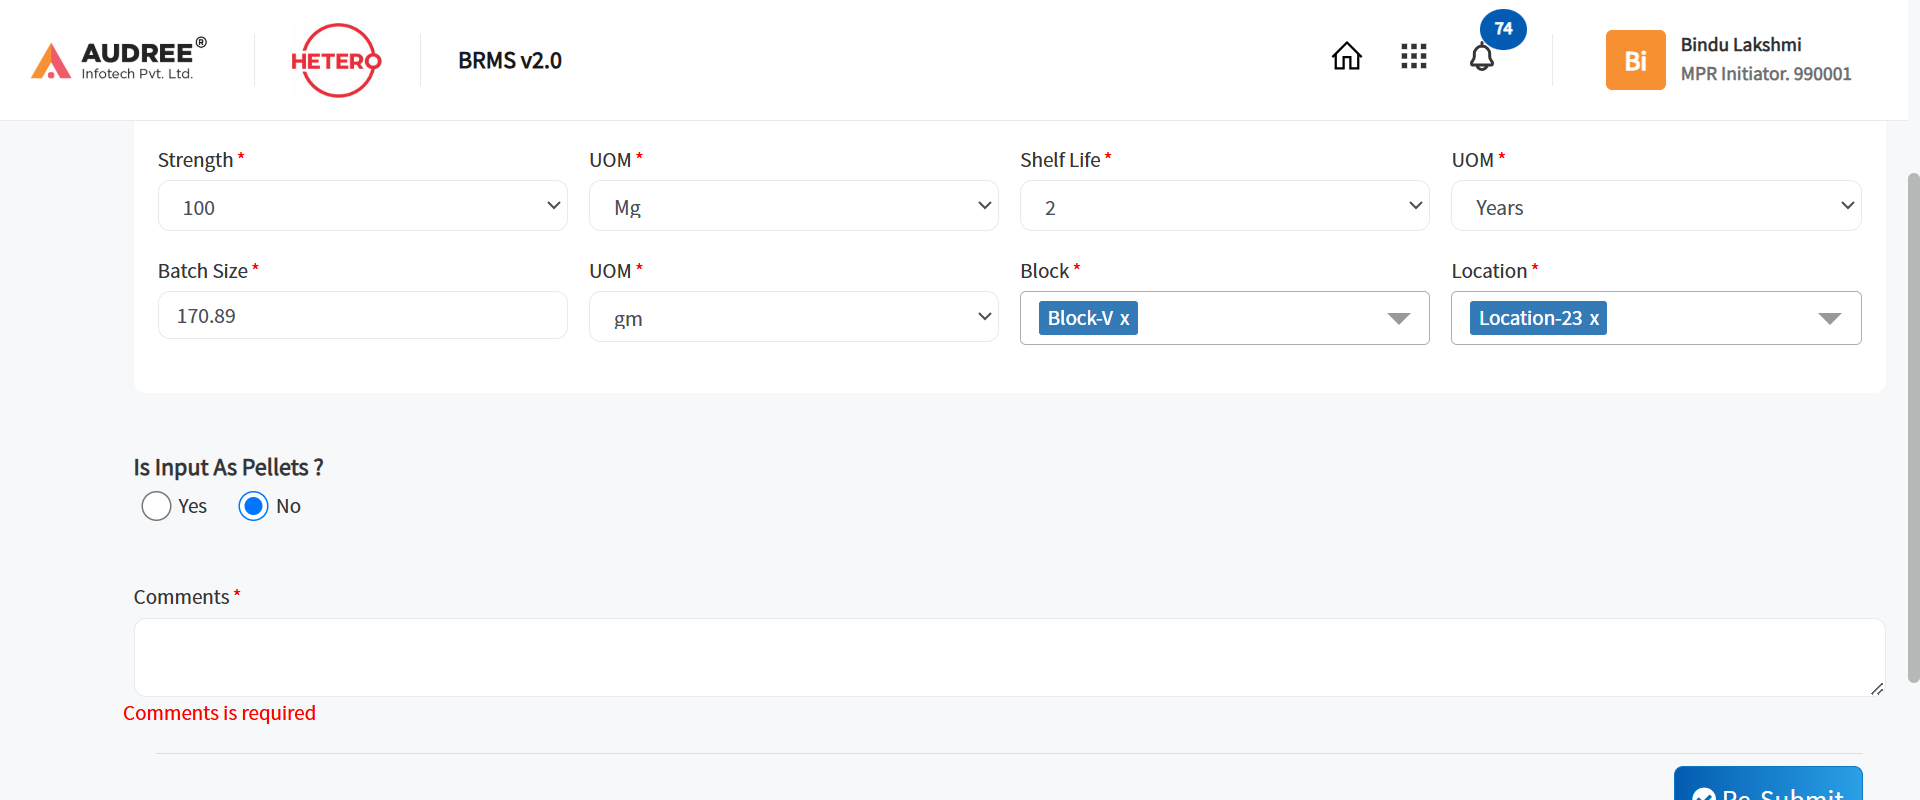 AUDREE®
Infotech Pvt. Ltd.
HETERO
BRMS v2.0
74
Bi
Bindu Lakshmi
MPR Initiator. 990001
Strength *
UOM *
Shelf Life *
UOM *
100
Mg
2
Years
Batch Size *
UOM *
Block *
Location *
170.89
gm
Block-V x
Location-23 x
Is Input As Pellets ?
Yes
No
Comments *
Comments is required
Re-Submit